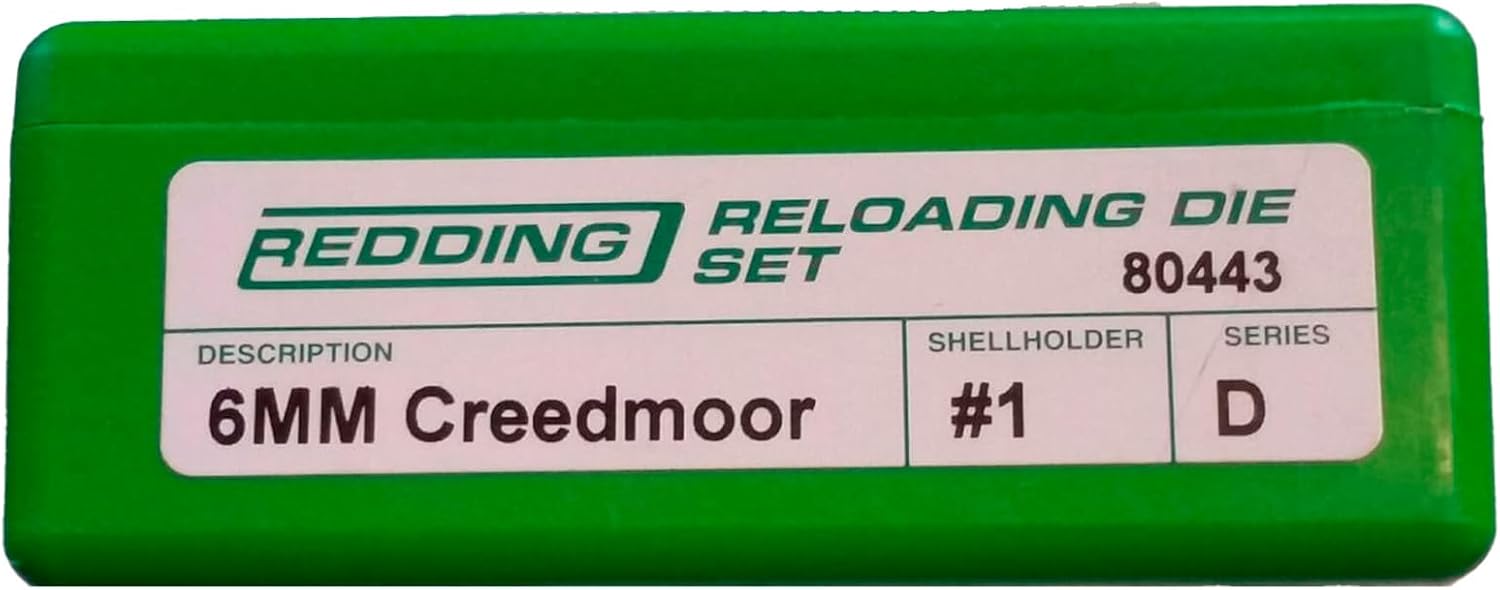 REDDING RELOADING DIE
SET
80443
DESCRIPTION
6MM Creedmoor
SHELLHOLDER
#1
SERIES
D